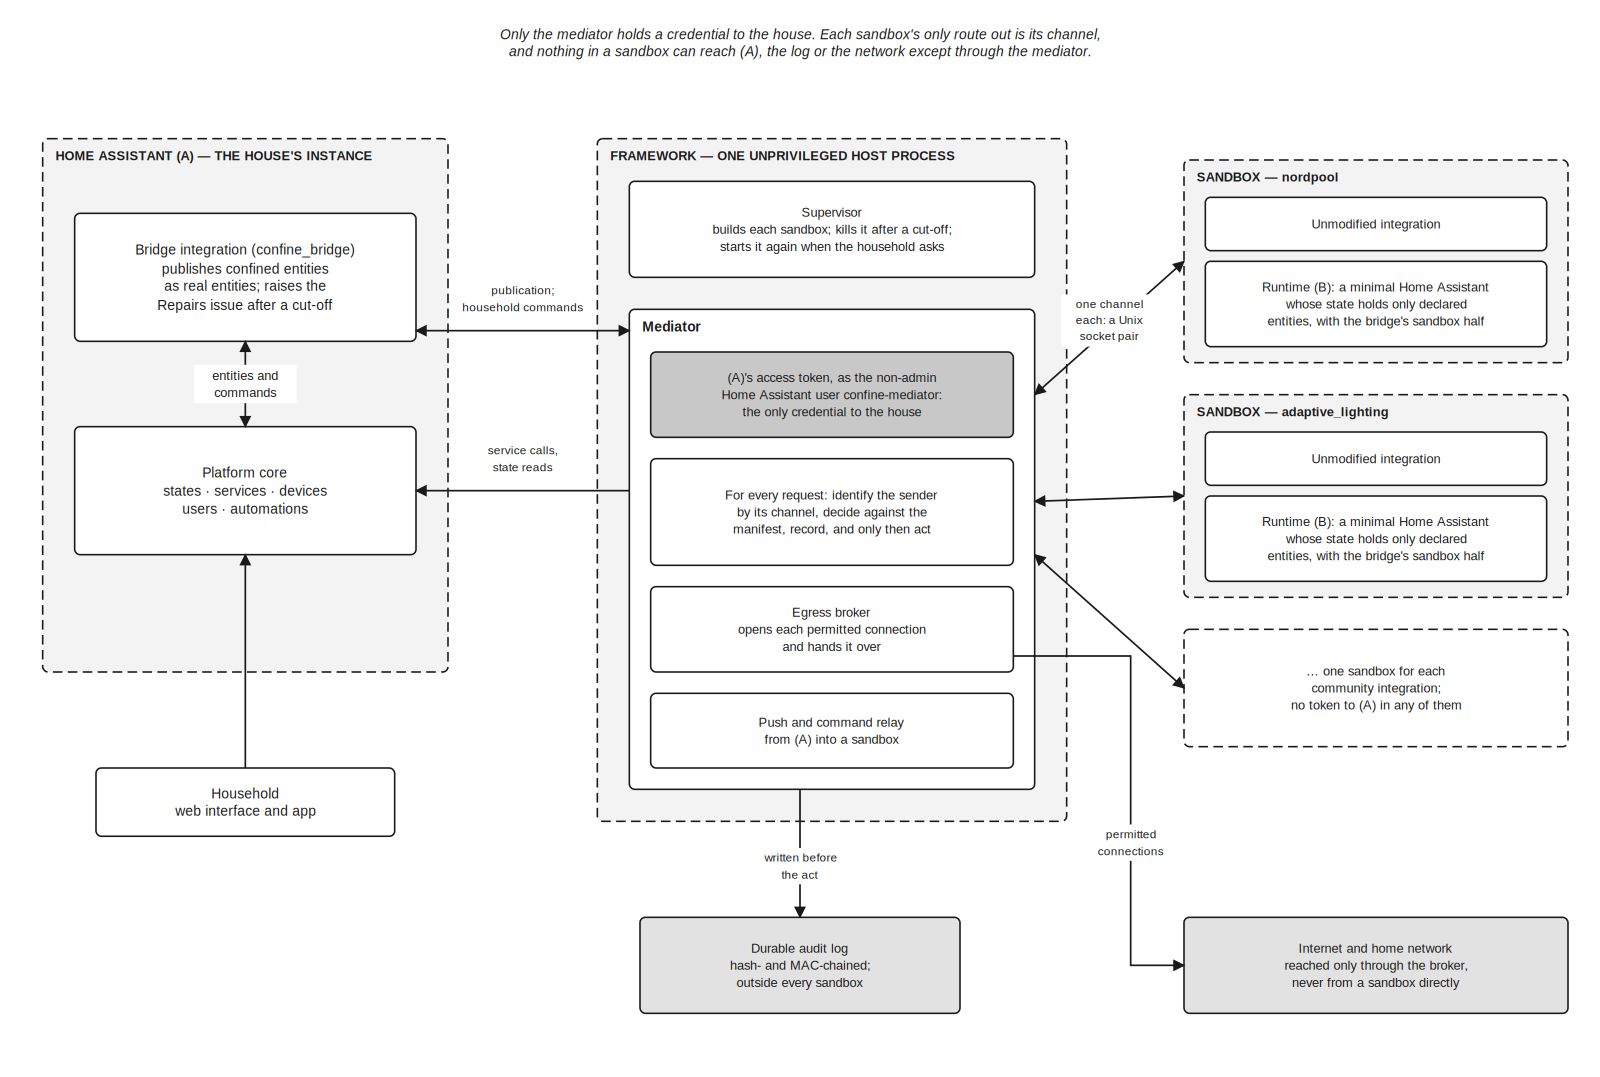 Only the mediator holds a credential to the house. Each sandbox's only route out is its channel,
and nothing in a sandbox can reach (A), the log or the network except through the mediator.
HOME ASSISTANT (A) — THE HOUSE'S INSTANCE
Bridge integration (confine_bridge)
publishes confined entities
as real entities; raises the
Repairs issue after a cut-off
entities and
commands
Platform core
states · services · devices
users · automations
Household
web interface and app
publication;
household commands
service calls,
state reads
FRAMEWORK — ONE UNPRIVILEGED HOST PROCESS
Supervisor
builds each sandbox; kills it after a cut-off;
starts it again when the household asks
Mediator
(A)'s access token, as the non-admin
Home Assistant user confine-mediator:
the only credential to the house
For every request: identify the sender
by its channel, decide against the
manifest, record, and only then act
Egress broker
opens each permitted connection
and hands it over
Push and command relay
from (A) into a sandbox
written before
the act
Durable audit log
hash- and MAC-chained;
outside every sandbox
one channel
each: a Unix
socket pair
SANDBOX — nordpool
Unmodified integration
Runtime (B): a minimal Home Assistant
whose state holds only declared
entities, with the bridge's sandbox half
SANDBOX — adaptive_lighting
Unmodified integration
Runtime (B): a minimal Home Assistant
whose state holds only declared
entities, with the bridge's sandbox half
… one sandbox for each
community integration;
no token to (A) in any of them
permitted
connections
Internet and home network
reached only through the broker,
never from a sandbox directly